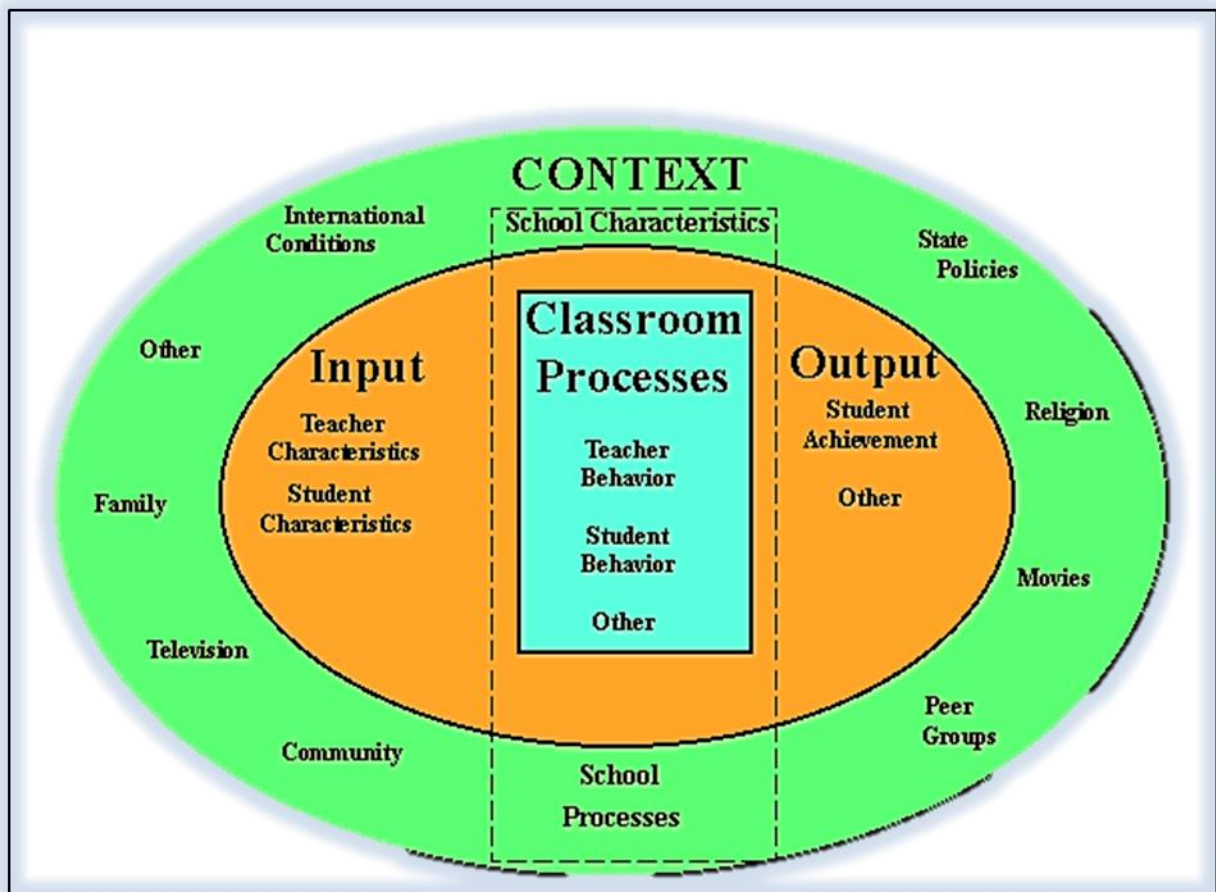 CONTEXT
School Characteristics
International
Conditions
Other
Family
Television
Community
Input
Teacher
Characteristics
Student
Characteristics
Classroom
Processes
Teacher
Behavior
Student
Behavior
Other
Output
Student
Achievement
Other
State
Policies
Religion
Movies
Peer
Groups
School
Processes